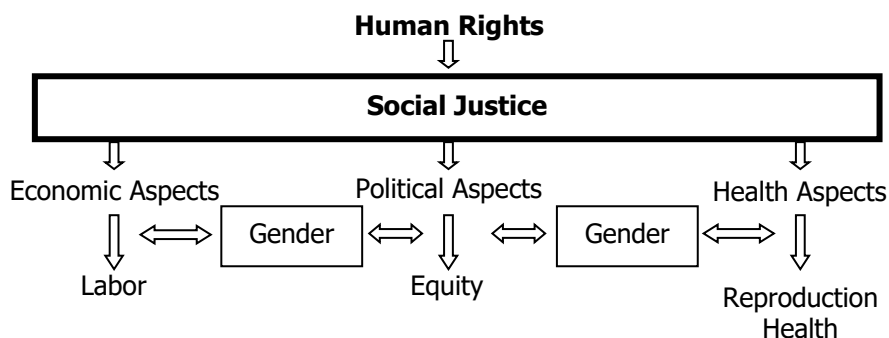 Human Rights
Social Justice
Economic Aspects
Political Aspects
Health Aspects
Gender
Gender
Labor
Equity
Reproduction
Health